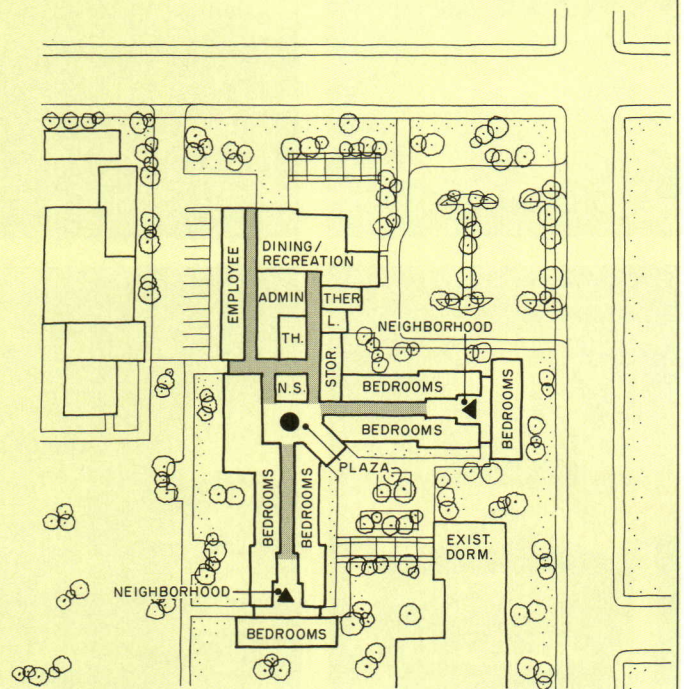 DINING/
RECREATION
EMPLOYEE
ADMIN
THER
L.
TH.
NEIGHBORHOOD
STOR.
N.S.
BEDROOMS
BEDROOMS
BEDROOMS
PLAZA
BEDROOMS
BEDROOMS
EXIST.
DORM.
NEIGHBORHOOD
BEDROOMS